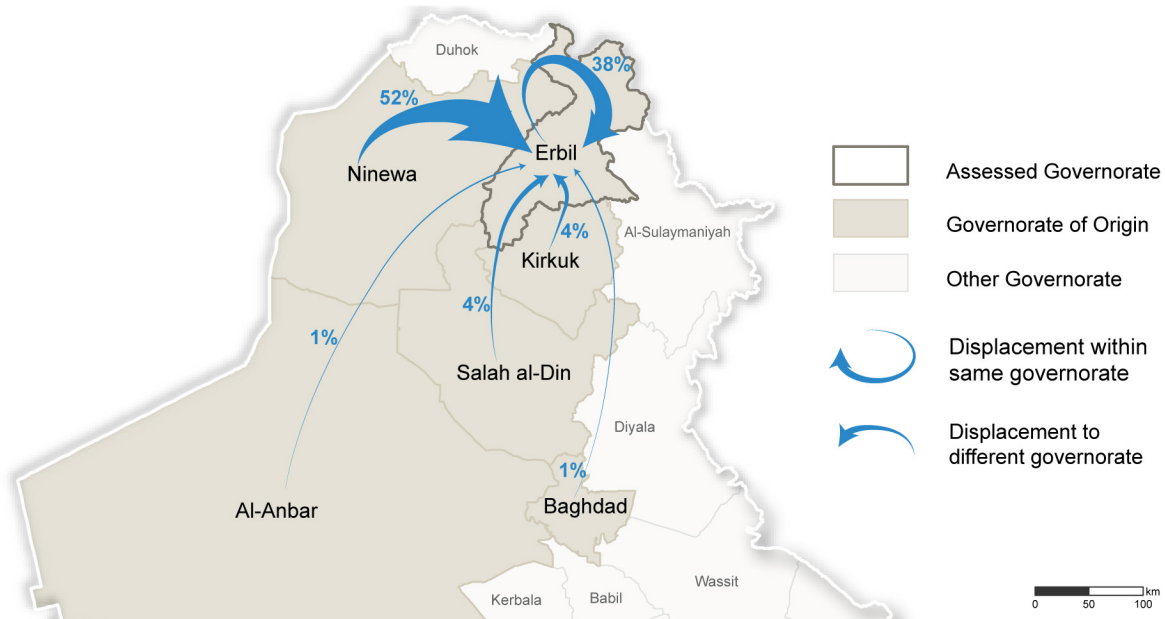 Duhok
38%
52%
Erbil
Ninewa
Al-Sulaymaniyah
4%
Kirkuk
4%
1%
Salah al-Din
Diyala
1%
Al-Anbar
Baghdad
Wassit
Kerbala
Babil
Assessed Governorate
Governorate of Origin
Other Governorate
Displacement within
same governorate
Displacement to
different governorate
km
0 50 100